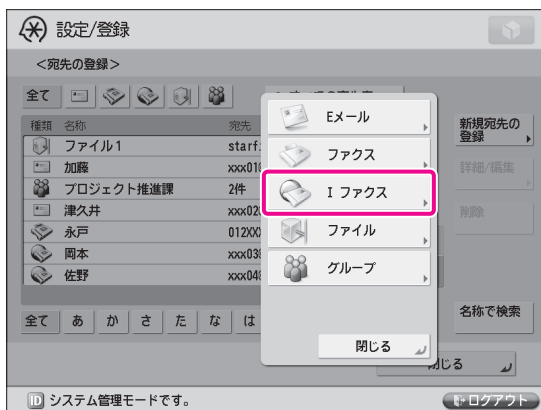 設定/登録
<宛先の登録>
全て
種類 名称 宛先
ファイル1 starf
加藤 xxx01@
プロジェクト推進課 2件
津久井 xxx02
永戸 012XXX
岡本 xxx03
佐野 xxx04
全て あ か さ た な は
Eメール
ファクス
I ファクス
ファイル
グループ
閉じる
新規宛先の
登録
詳細/編集
削除
名称で検索
じる
ID システム管理モードです。
ログアウト